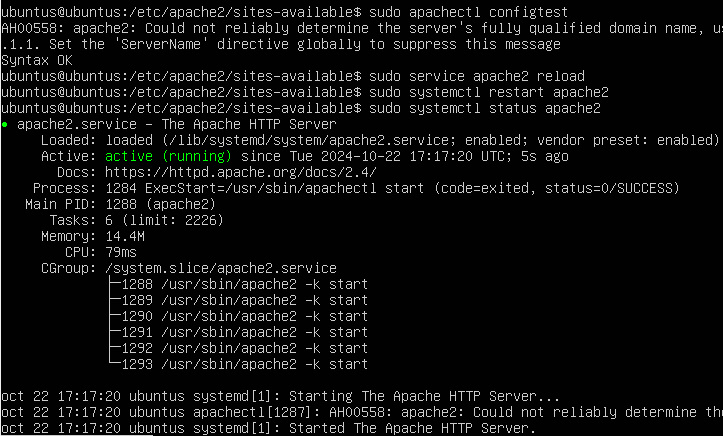 ubuntus@ubuntus:/etc/apache2/sites-available$ sudo apachectl configtest
AH00558: apache2: Could not reliably determine the server's fully qualified domain name, us
.1.1. Set the 'ServerName' directive globally to suppress this message
Syntax OK
ubuntus@ubuntus:/etc/apache2/sites-available$ sudo service apache2 reload
ubuntus@ubuntus:/etc/apache2/sites-available$ sudo systemctl restart apache2
ubuntus@ubuntus:/etc/apache2/sites-available$ sudo systemctl status apache2
● apache2.service - The Apache HTTP Server
     Loaded: loaded (/lib/systemd/system/apache2.service; enabled; vendor preset: enabled)
     Active: active (running) since Tue 2024-10-22 17:17:20 UTC; 5s ago
       Docs: https://httpd.apache.org/docs/2.4/
    Process: 1284 ExecStart=/usr/sbin/apachectl start (code=exited, status=0/SUCCESS)
   Main PID: 1288 (apache2)
      Tasks: 6 (limit: 2226)
     Memory: 14.4M
        CPU: 79ms
     CGroup: /system.slice/apache2.service
             ├─1288 /usr/sbin/apache2 -k start
             ├─1289 /usr/sbin/apache2 -k start
             ├─1290 /usr/sbin/apache2 -k start
             ├─1291 /usr/sbin/apache2 -k start
             ├─1292 /usr/sbin/apache2 -k start
             └─1293 /usr/sbin/apache2 -k start
oct 22 17:17:20 ubuntus systemd[1]: Starting The Apache HTTP Server...
oct 22 17:17:20 ubuntus apachectl[1287]: AH00558: apache2: Could not reliably determine the
oct 22 17:17:20 ubuntus systemd[1]: Started The Apache HTTP Server.